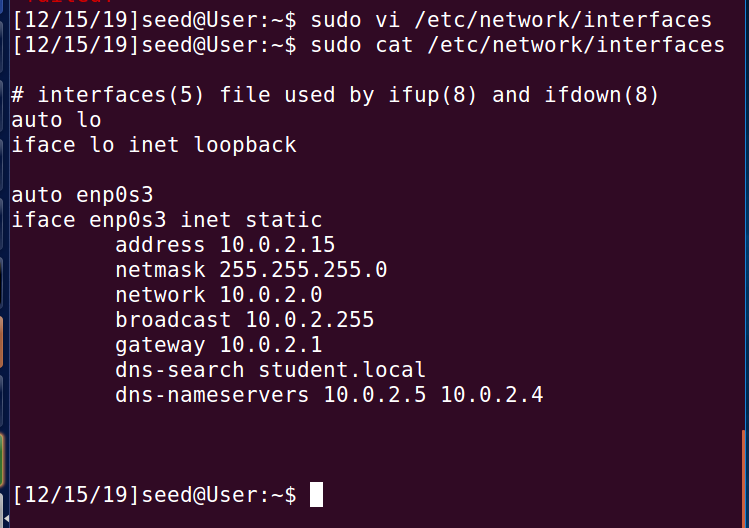 [12/15/19]seed@User:~$ sudo vi /etc/network/interfaces
[12/15/19]seed@User:~$ sudo cat /etc/network/interfaces
# interfaces(5) file used by ifup(8) and ifdown(8)
auto lo
iface lo inet loopback
auto enp0s3
iface enp0s3 inet static
address 10.0.2.15
netmask 255.255.255.0
network 10.0.2.0
broadcast 10.0.2.255
gateway 10.0.2.1
dns-search student.local
dns-nameservers 10.0.2.5 10.0.2.4
[12/15/19]seed@User:~$